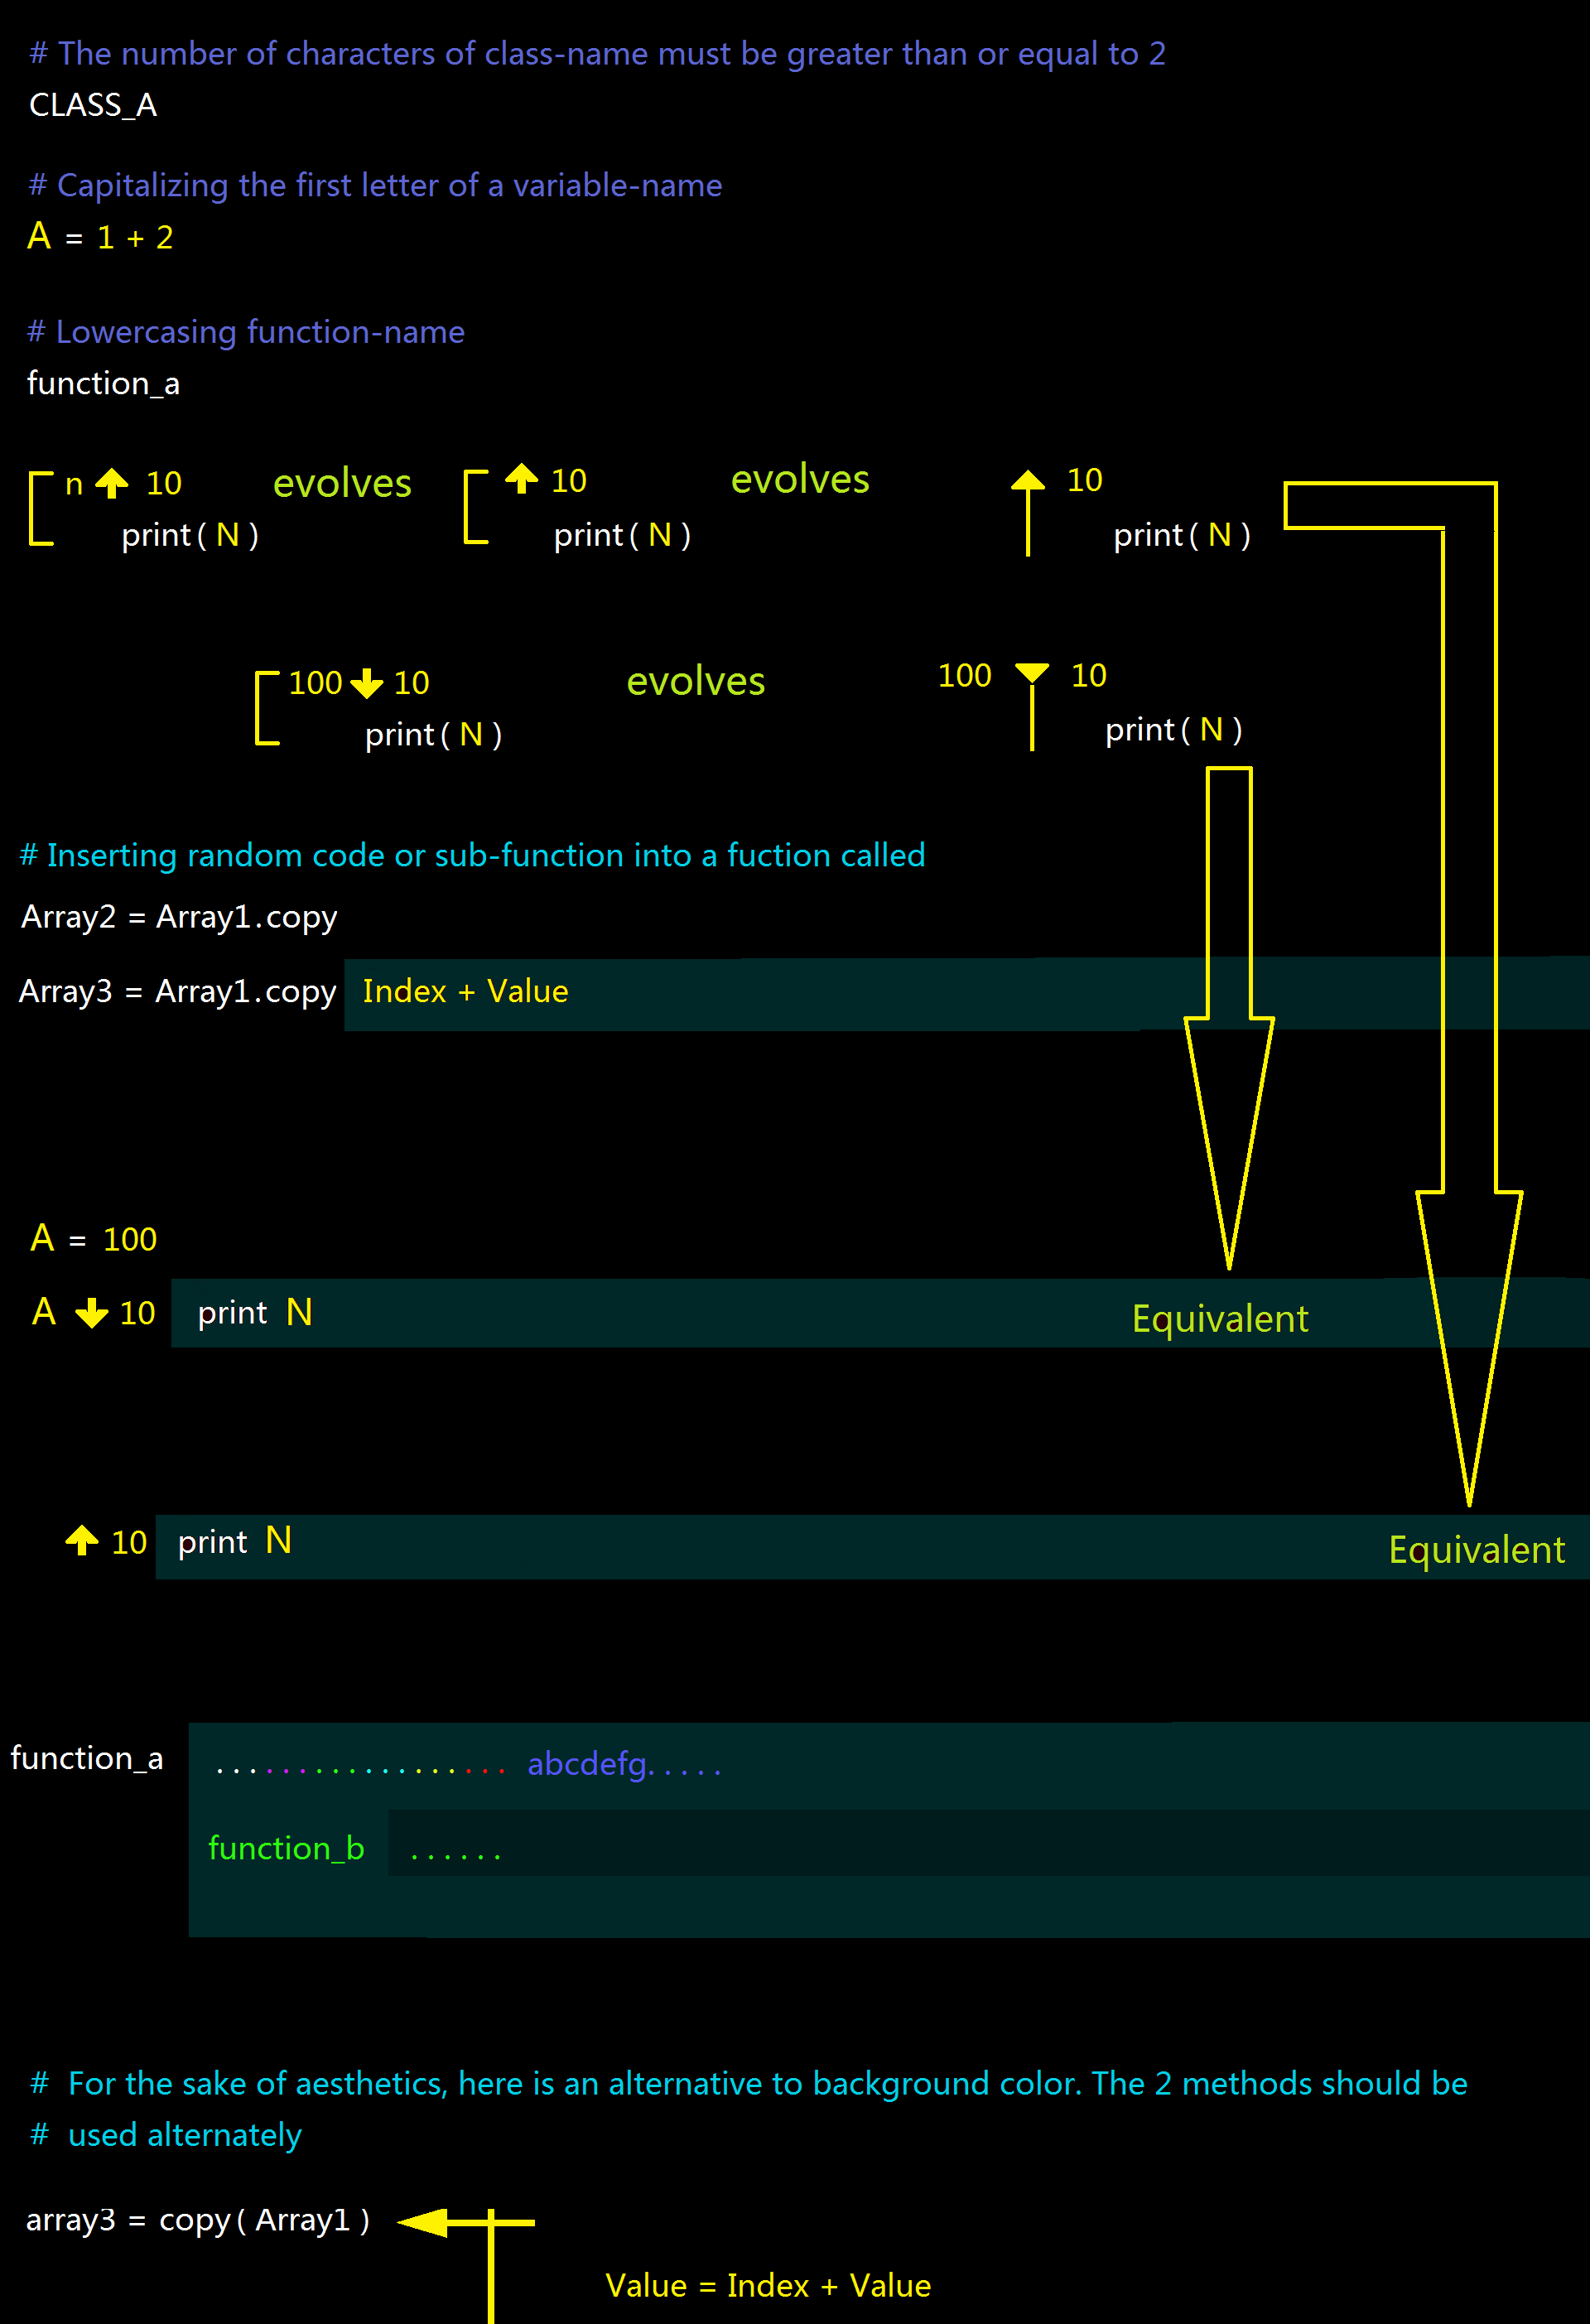 # The number of characters of class-name must be greater than or equal to 2
CLASS_A
# Capitalizing the first letter of a variable-name
A = 1 + 2
# Lowercasing function-name
function_a
n ↑ 10 evolves ↑ 10 evolves ↑ 10
print ( N ) print ( N ) print ( N )
100 ↓ 10 evolves 100 ▼ 10
print ( N ) print ( N )
# Inserting random code or sub-function into a fuction called
Array2 = Array1.copy
Array3 = Array1.copy Index + Value
A = 100
A ↓ 10 print N Equivalent
↑ 10 print N Equivalent
function_a .................. abcdefg.....
function_b ......
# For the sake of aesthetics, here is an alternative to background color. The 2 methods should be
# used alternately
array3 = copy ( Array1 )
Value = Index + Value